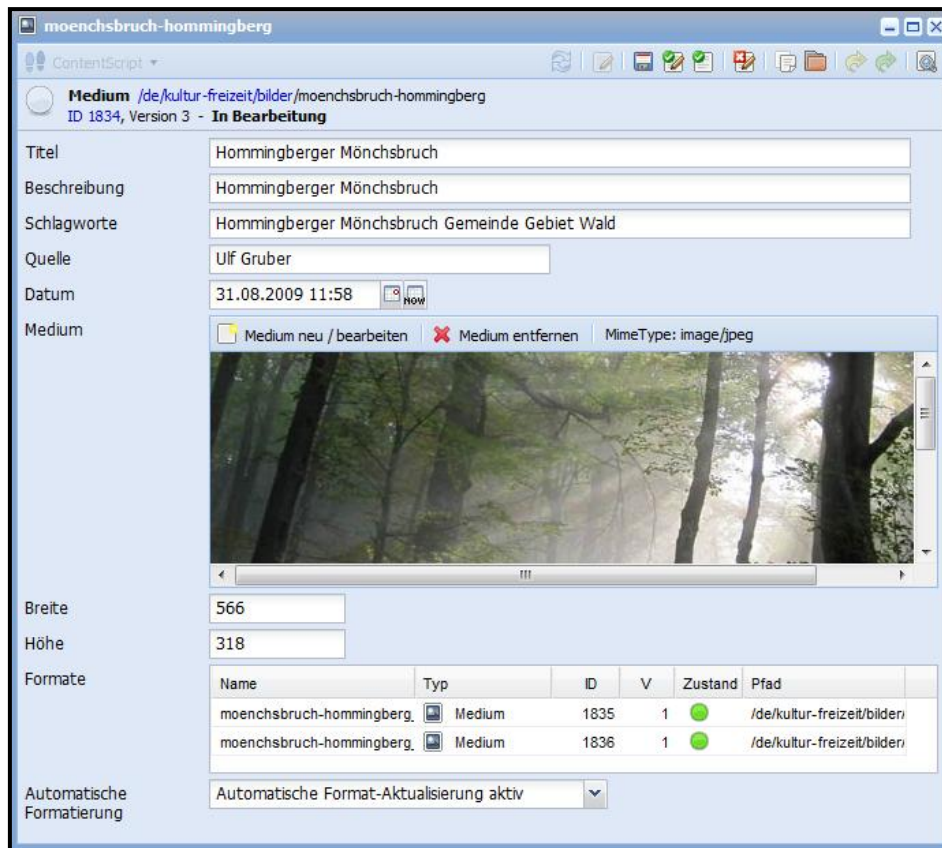 moenchsbruch-hommingberg
ContentScript
Medium /de/kultur-freizeit/bilder/moenchsbruch-hommingberg
ID 1834, Version 3 - In Bearbeitung
Titel Hommingberger Mönchsbruch
Beschreibung Hommingberger Mönchsbruch
Schlagworte Hommingberger Mönchsbruch Gemeinde Gebiet Wald
Quelle Ulf Gruber
Datum 31.08.2009 11:58 NOW
Medium Medium neu / bearbeiten Medium entfernen MimeType: image/jpeg
Breite 566
Höhe 318
Formate Name Typ ID V Zustand Pfad
moenchsbruch-hommingberg_ Medium 1835 1 /de/kultur-freizeit/bilder/
moenchsbruch-hommingberg_ Medium 1836 1 /de/kultur-freizeit/bilder/
Automatische Formatierung Automatische Format-Aktualisierung aktiv